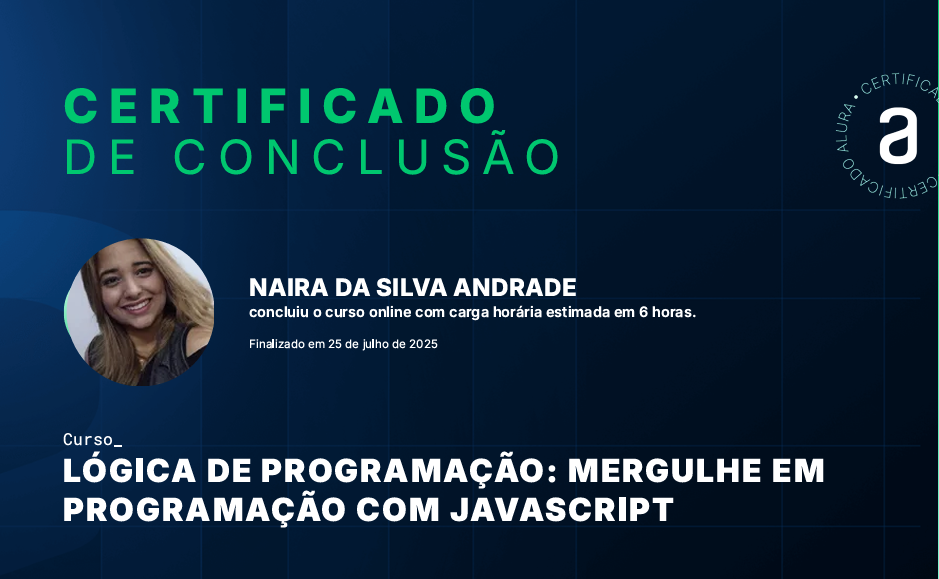 CERTIFICADO
DE CONCLUSÃO
CERTIFICADO ALURA • CERTIFICA
a
NAIRA DA SILVA ANDRADE
concluiu o curso online com carga horária estimada em 6 horas.
Finalizado em 25 de julho de 2025
Curso_
LÓGICA DE PROGRAMAÇÃO: MERGULHE EM
PROGRAMAÇÃO COM JAVASCRIPT